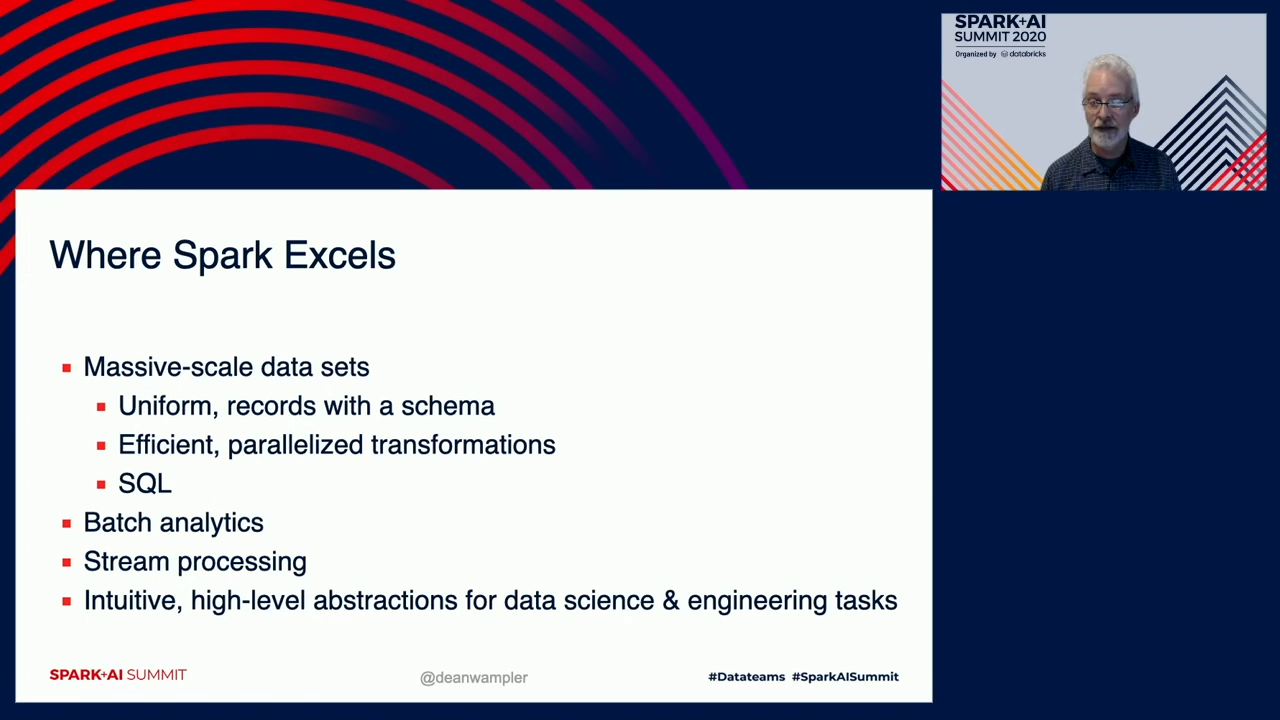 SPARK+AI
SUMMIT 2020
Organized by databricks
Where Spark Excels
Massive-scale data sets
Uniform, records with a schema
Efficient, parallelized transformations
SQL
Batch analytics
Stream processing
Intuitive, high-level abstractions for data science & engineering tasks
SPARK+AI SUMMIT
@deanwampler
#Datateams #SparkAISummit